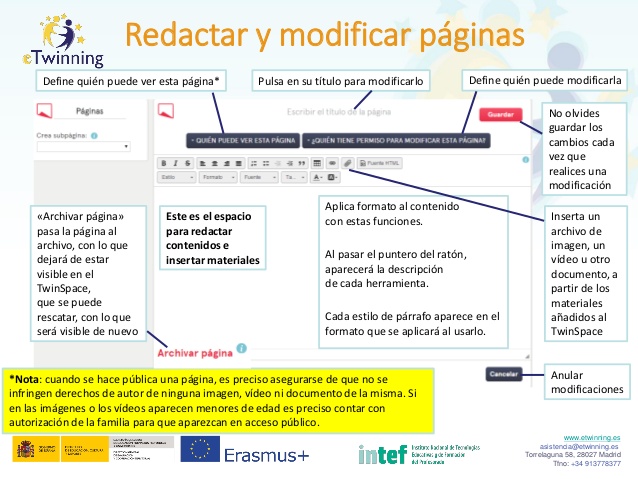 Redactar y modificar páginas
eTwinning
Define quién puede ver esta página*
Pulsa en su título para modificarlo
Define quién puede modificarla
Páginas
Crea subpágina:
Escribir el título de la página
Guardar
QUIÉN PUEDE VER ESTA PÁGINA
¿QUIÉN TIENE PERMISO PARA MODIFICAR ESTA PÁGINA?
B I S
Fuente HTML
Estilo
Formato
Fuente
Ta...
A
A
No olvides
guardar los
cambios cada
vez que
realices una
modificación
«Archivar página»
pasa la página al
archivo, con lo que
dejará de estar
visible en el
TwinSpace,
que se puede
rescatar, con lo que
será visible de nuevo
Este es el espacio
para redactar
contenidos e
insertar materiales
Aplica formato al contenido
con estas funciones.
Al pasar el puntero del ratón,
aparecerá la descripción
de cada herramienta.
Cada estilo de párrafo aparece en el
formato que se aplicará al usarlo.
Inserta un
archivo de
imagen, un
vídeo u otro
documento, a
partir de los
materiales
añadidos al
TwinSpace
Archivar página
Cancelar
Anular
modificaciones
*Nota: cuando se hace pública una página, es preciso asegurarse de que no se
infringen derechos de autor de ninguna imagen, vídeo ni documento de la misma. Si
en las imágenes o los vídeos aparecen menores de edad es preciso contar con
autorización de la familia para que aparezcan en acceso público.
Erasmus+
intef
Instituto Nacional de Tecnologías
Educativas y de Formación
del Profesorado
www.etwinning.es
asistencia@etwinning.es
Torrelaguna 58, 28027 Madrid
Tfno: +34 913778377